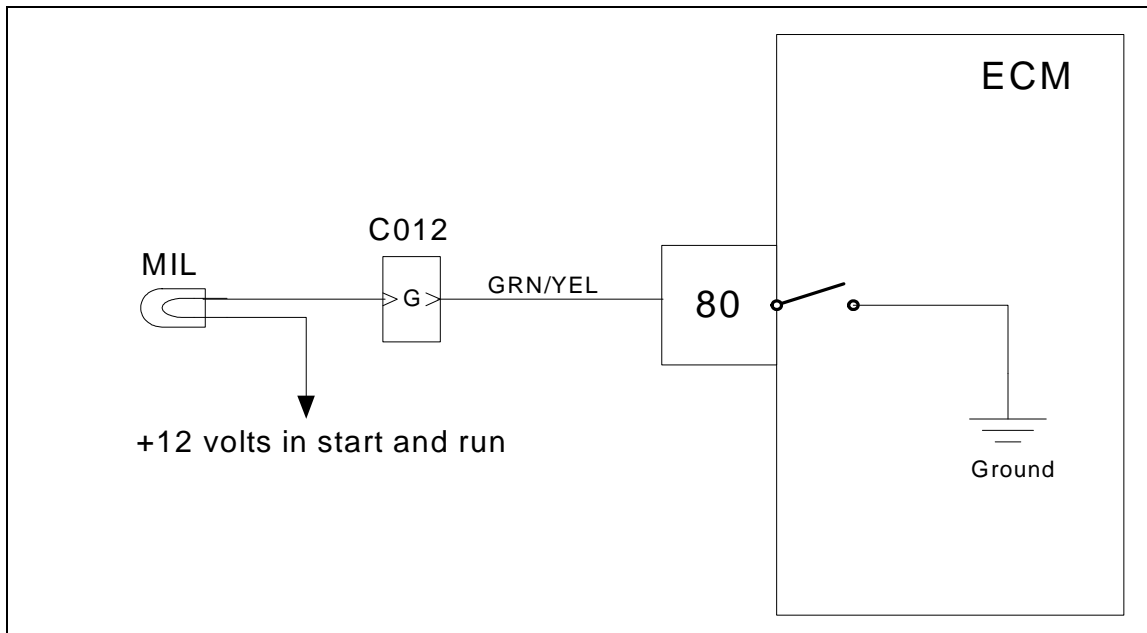 ECM
C012
MIL
G
GRN/YEL
80
+12 volts in start and run
Ground